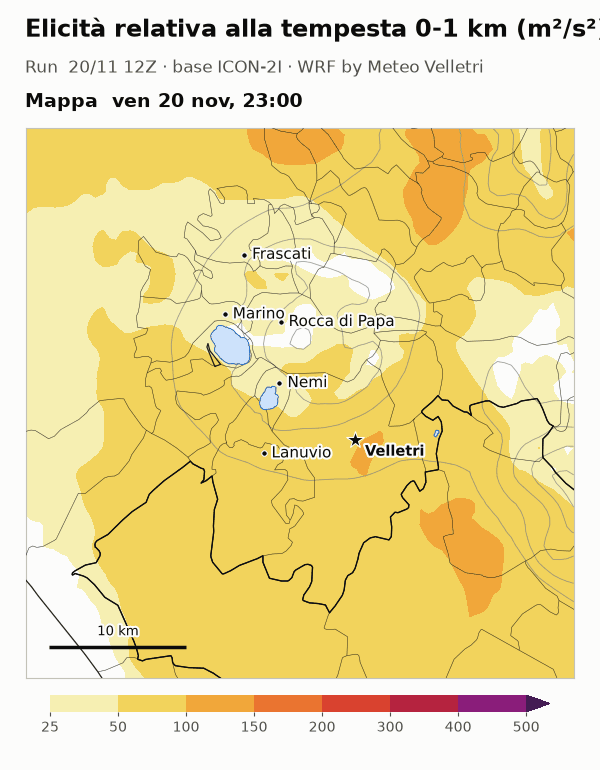 Elicità relativa alla tempesta 0-1 km (m²/s²)
Run 20/11 12Z · base ICON-2I · WRF by Meteo Velletri
Mappa ven 20 nov, 23:00
Frascati
Marino
Rocca di Papa
Nemi
Velletri
Lanuvio
10 km
25 50 100 150 200 300 400 500